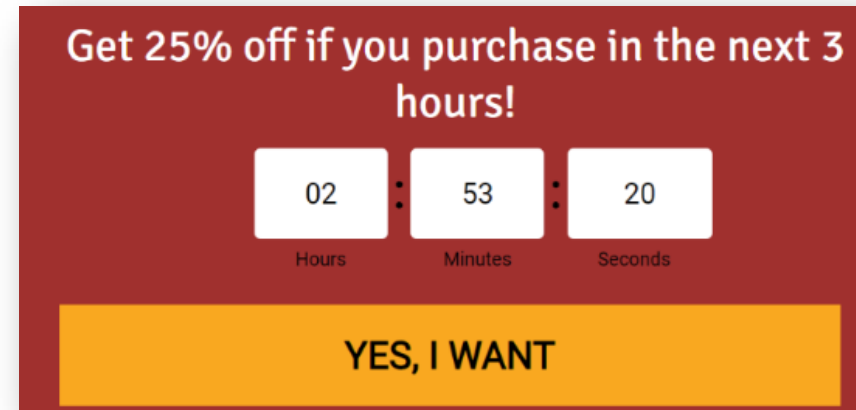 Get 25% off if you purchase in the next 3
hours!
02 : 53 : 20
Hours Minutes Seconds
YES, I WANT